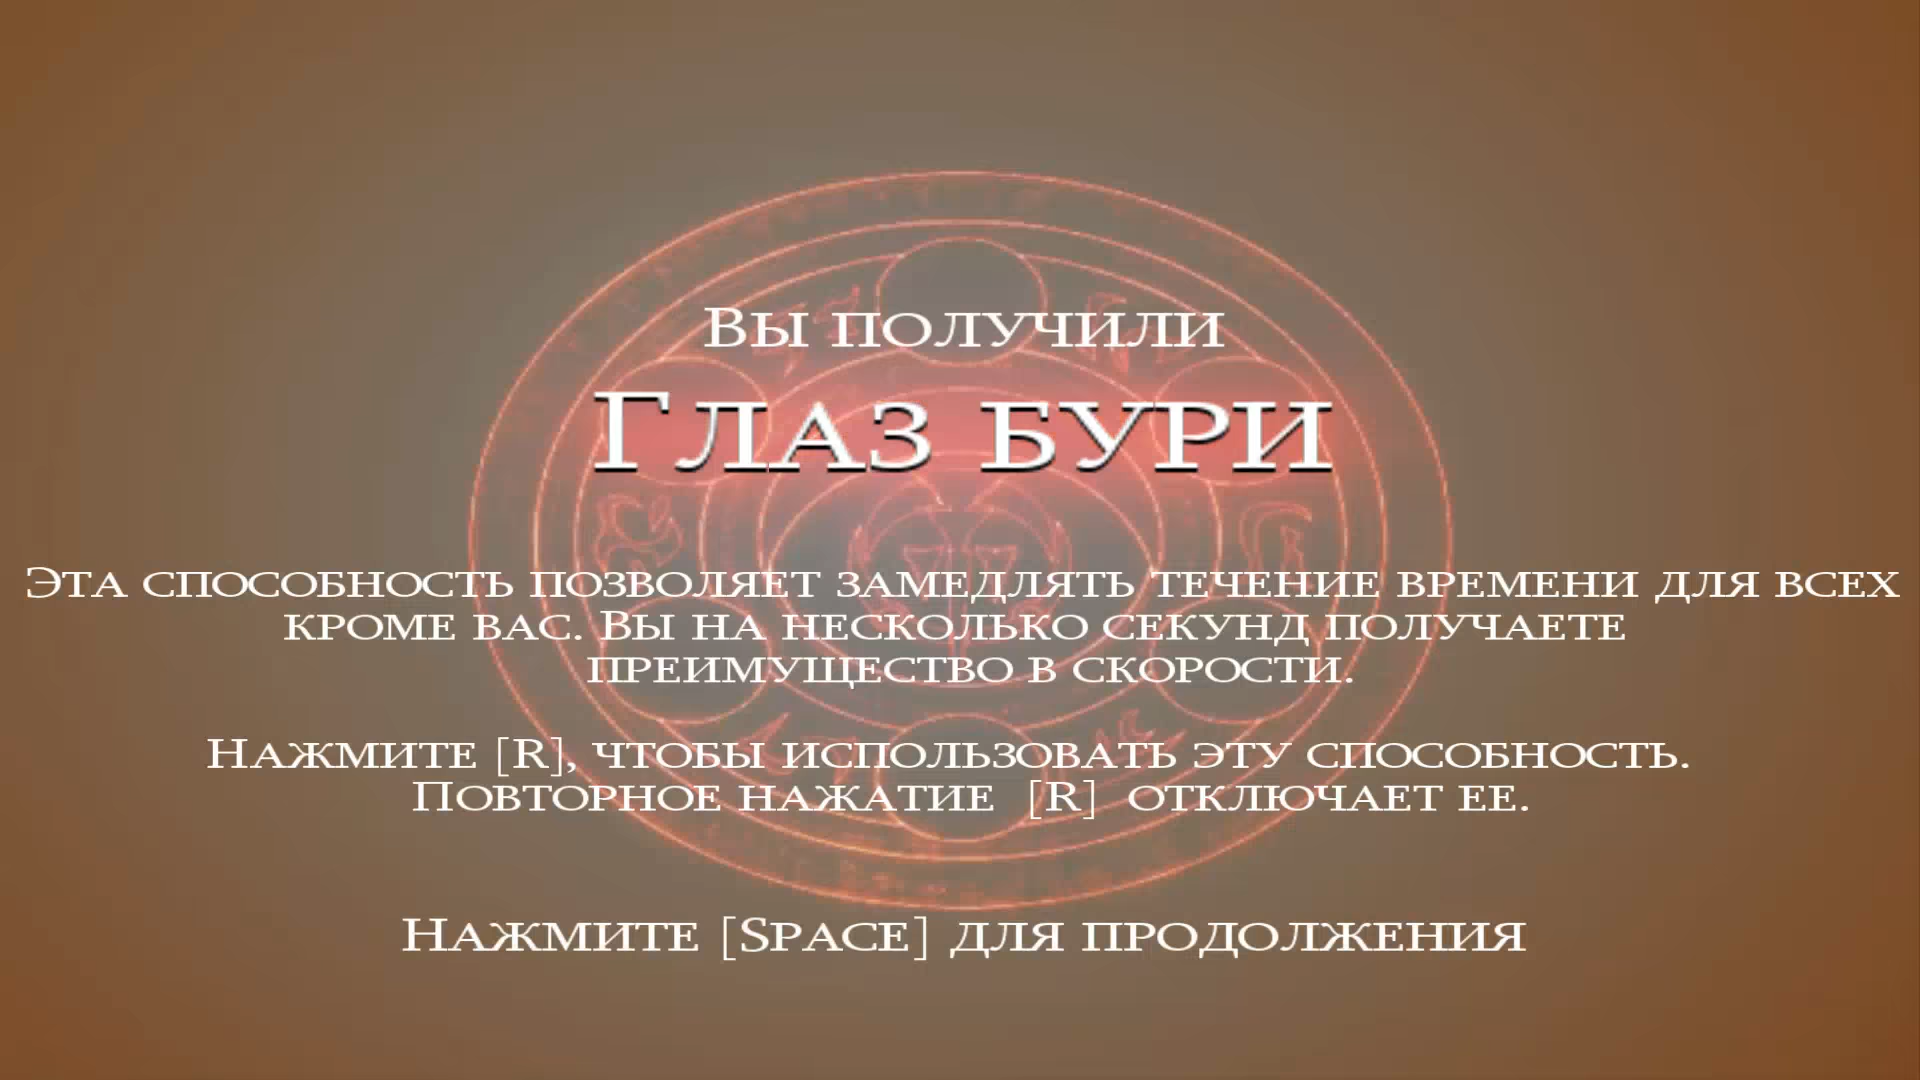 Вы получили
Глаз бури
Эта способность позволяет замедлять течение времени для всех
кроме вас. Вы на несколько секунд получаете
преимущество в скорости.
Нажмите [R], чтобы использовать эту способность.
Повторное нажатие [R] отключает ее.
Нажмите [Space] для продолжения